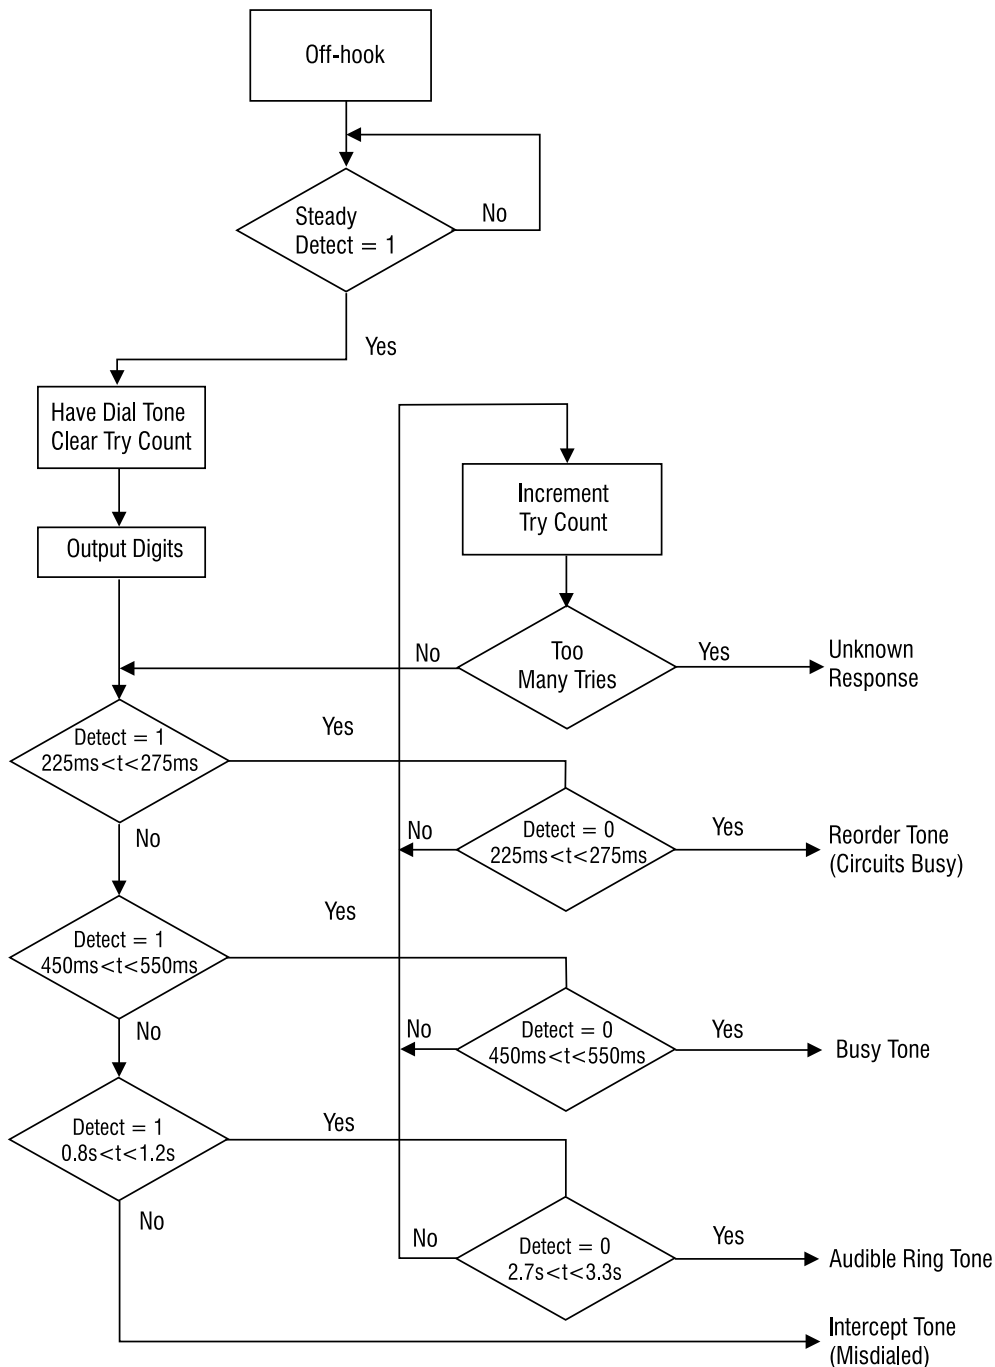 Off-hook
Steady
Detect = 1
No
Yes
Have Dial Tone
Clear Try Count
Output Digits
Increment
Try Count
Too
Many Tries
No
Yes
Unknown
Response
Detect = 1
225ms<t<275ms
Yes
No
Detect = 0
225ms<t<275ms
No
Yes
Reorder Tone
(Circuits Busy)
Detect = 1
450ms<t<550ms
Yes
No
Detect = 0
450ms<t<550ms
No
Yes
Busy Tone
Detect = 1
0.8s<t<1.2s
Yes
No
Detect = 0
2.7s<t<3.3s
No
Yes
Audible Ring Tone
Intercept Tone
(Misdialed)